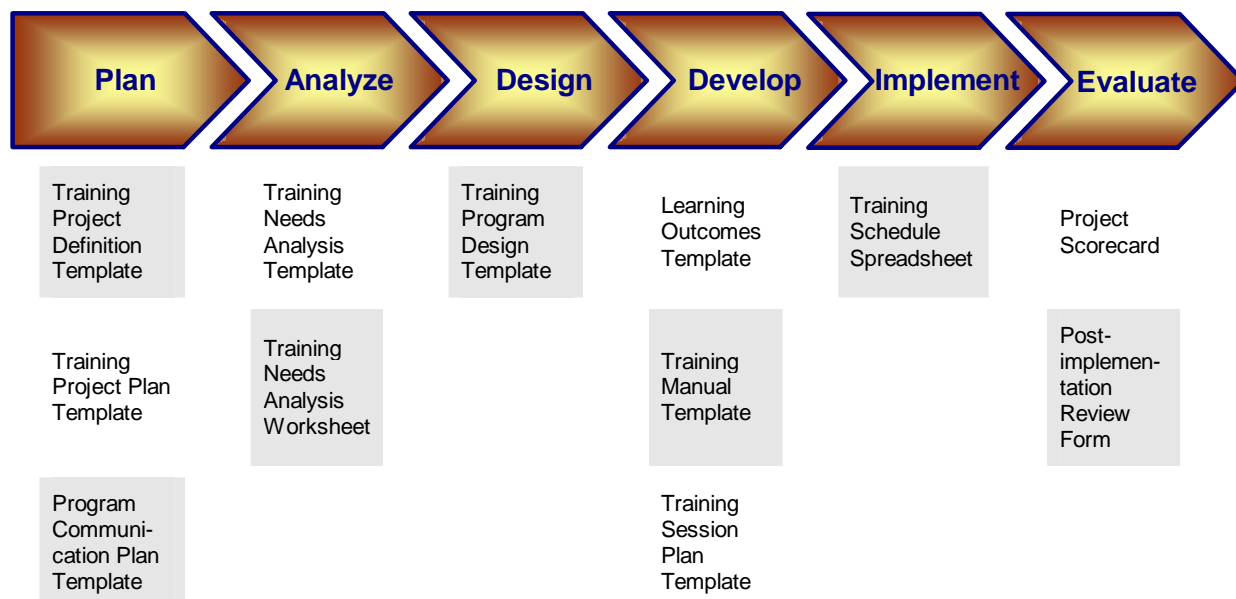 Plan
Analyze
Design
Develop
Implement
Evaluate
Training
Project
Definition
Template
Training
Needs
Analysis
Template
Training
Program
Design
Template
Learning
Outcomes
Template
Training
Schedule
Spreadsheet
Project
Scorecard
Training
Project Plan
Template
Training
Needs
Analysis
Worksheet
Training
Manual
Template
Post-
implemen-
tation
Review
Form
Program
Communi-
cation Plan
Template
Training
Session
Plan
Template